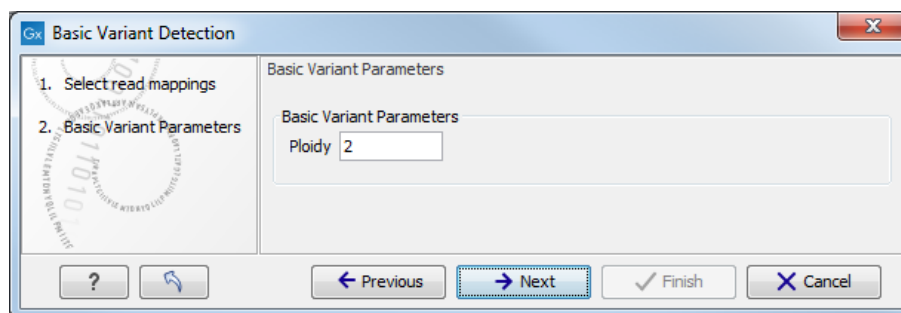 Gx Basic Variant Detection
1. Select read mappings
2. Basic Variant Parameters
Basic Variant Parameters
Basic Variant Parameters
Ploidy 2
? Previous Next Finish Cancel